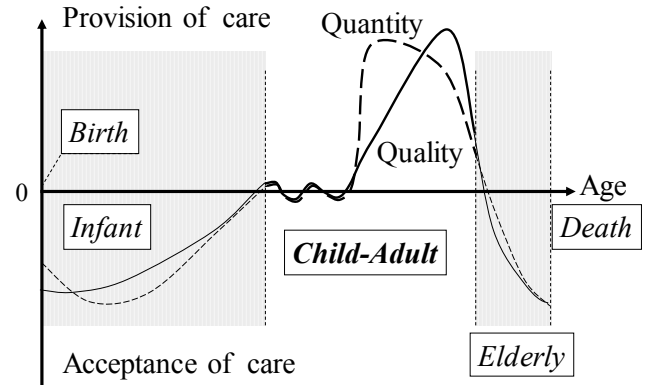 Provision of care
Quantity
Birth
Quality
0
Age
Infant
Death
Child-Adult
Elderly
Acceptance of care